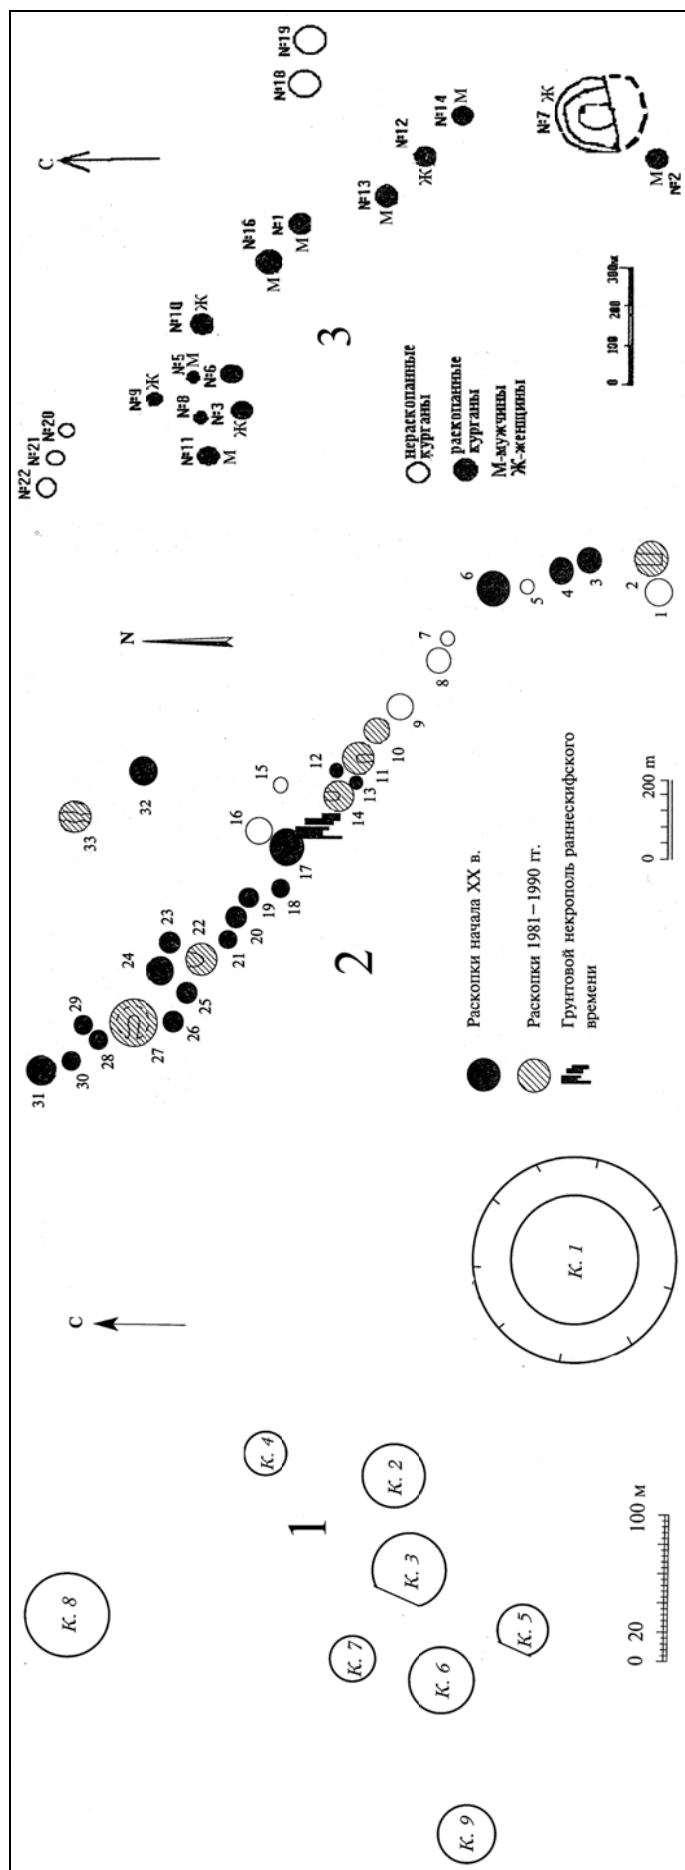 С
К. 8
К. 4
1
К. 7
К. 3
К. 2
К. 9
К. 6
К. 5
К. 1
0 20 100 м
N
31
30
29
28
27
26
25
24
23
22
21
20
19
18
17
16
15
14
13
12
11
10
9
8
7
6
5
4
3
2
1
33
32
2
Раскопки начала XX в.
Раскопки 1981–1990 гг.
Грунтовой некрополь раннескифского
времени
0 200 m
С
№22
№21
№20
№9
Ж
№11
М
№8
№3
Ж
№5
М
№6
№10
Ж
№16
М
№1
М
№18
№19
№13
М
№12
Ж
№14
М
№7
Ж
№2
М
3
нераскопанные
курганы
раскопанные
курганы
М-мужчины
Ж-женщины
0 100 200 300м